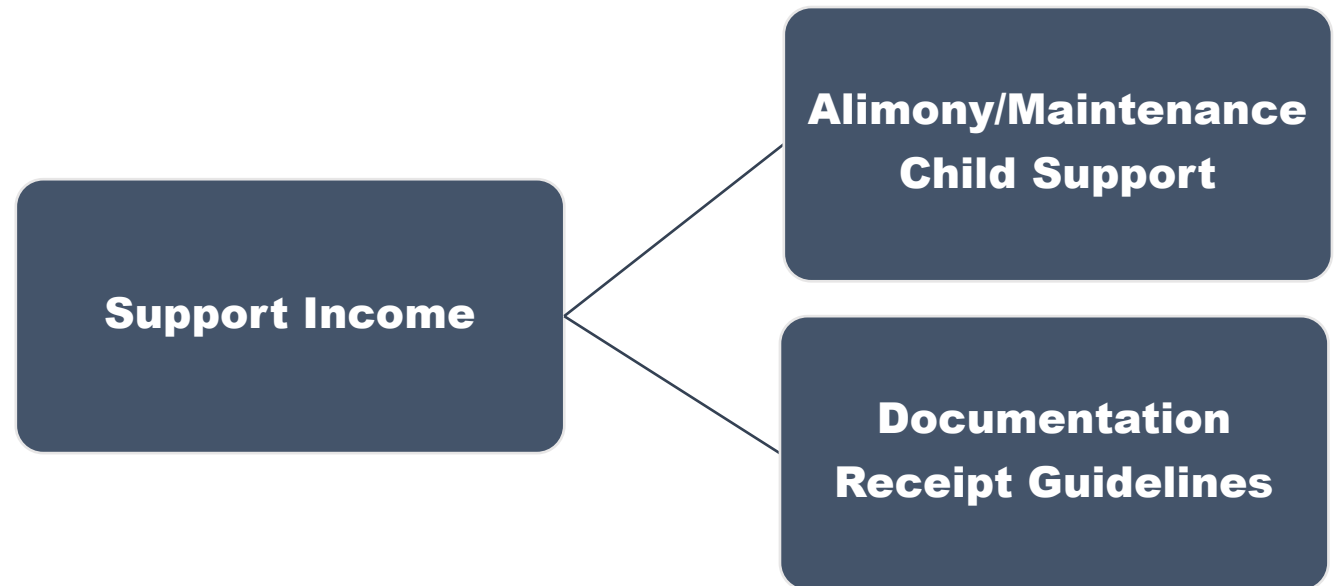 Support Income
Alimony/Maintenance
Child Support
Documentation
Receipt Guidelines